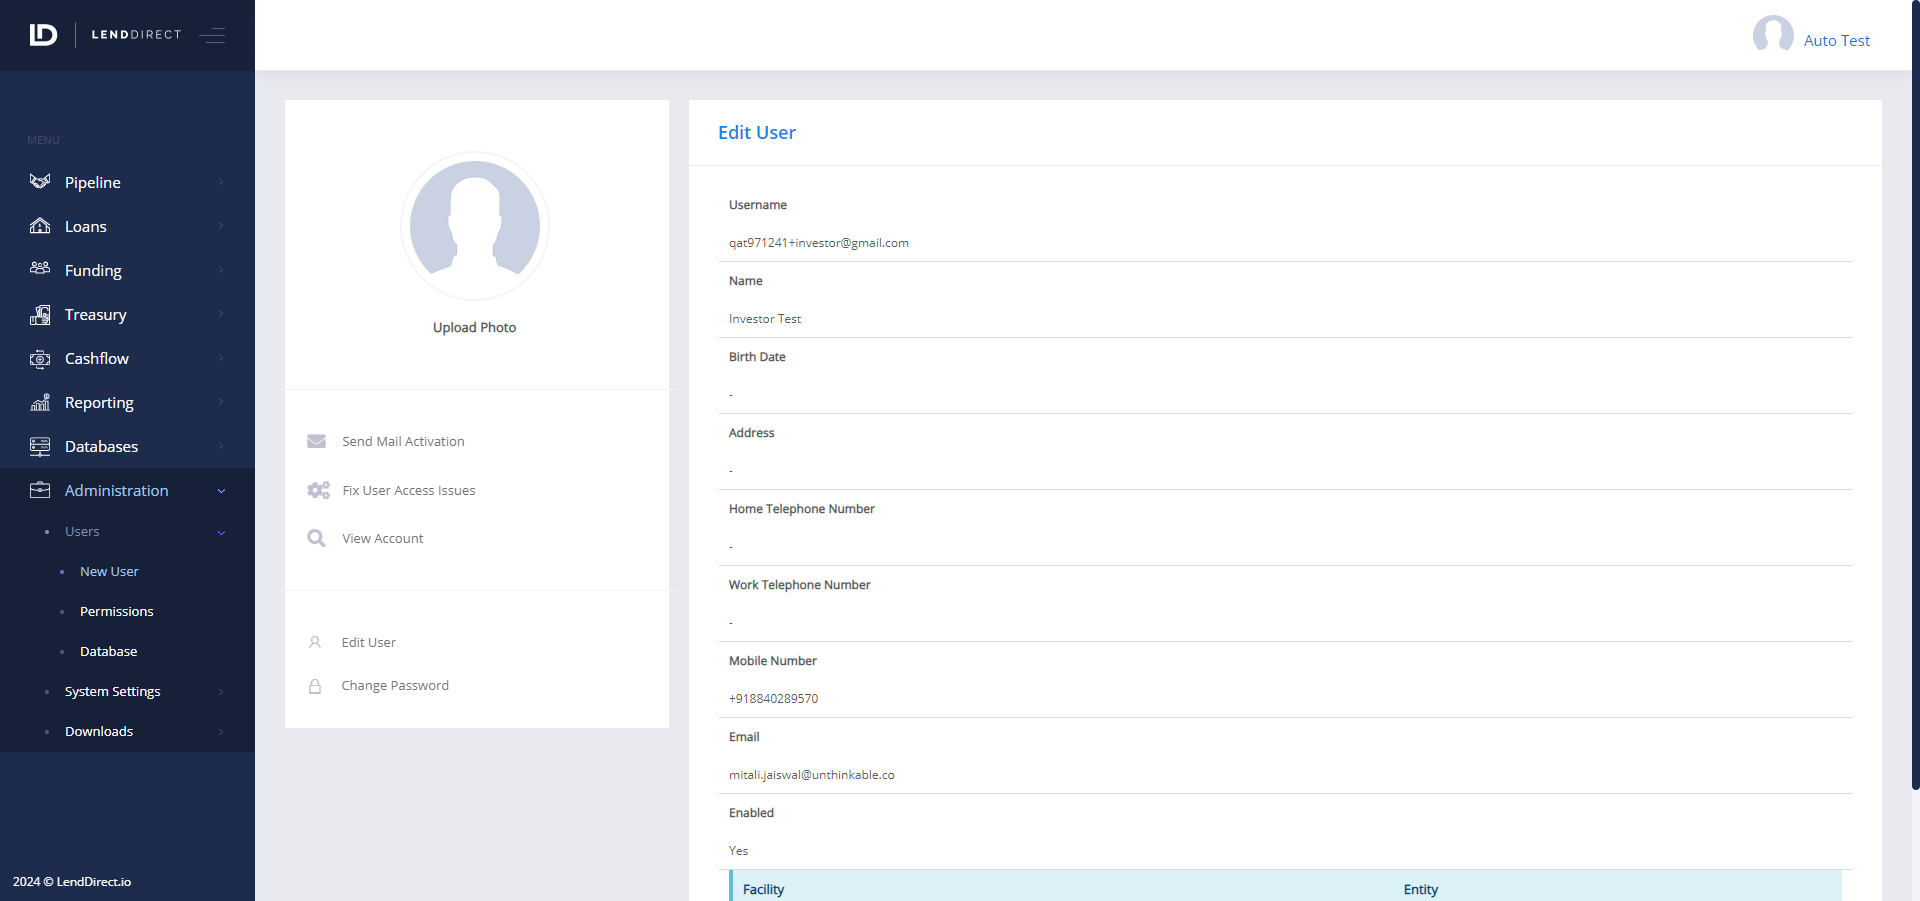 LENDDIRECT
Auto Test
MENU
Pipeline
Loans
Funding
Treasury
Cashflow
Reporting
Databases
Administration
Users
New User
Permissions
Database
System Settings
Downloads
2024 © LendDirect.io
Upload Photo
Send Mail Activation
Fix User Access Issues
View Account
Edit User
Change Password
Edit User
Username
qat971241+investor@gmail.com
Name
Investor Test
Birth Date
-
Address
-
Home Telephone Number
-
Work Telephone Number
-
Mobile Number
+918840289570
Email
mitali.jaiswal@unthinkable.co
Enabled
Yes
Facility Entity